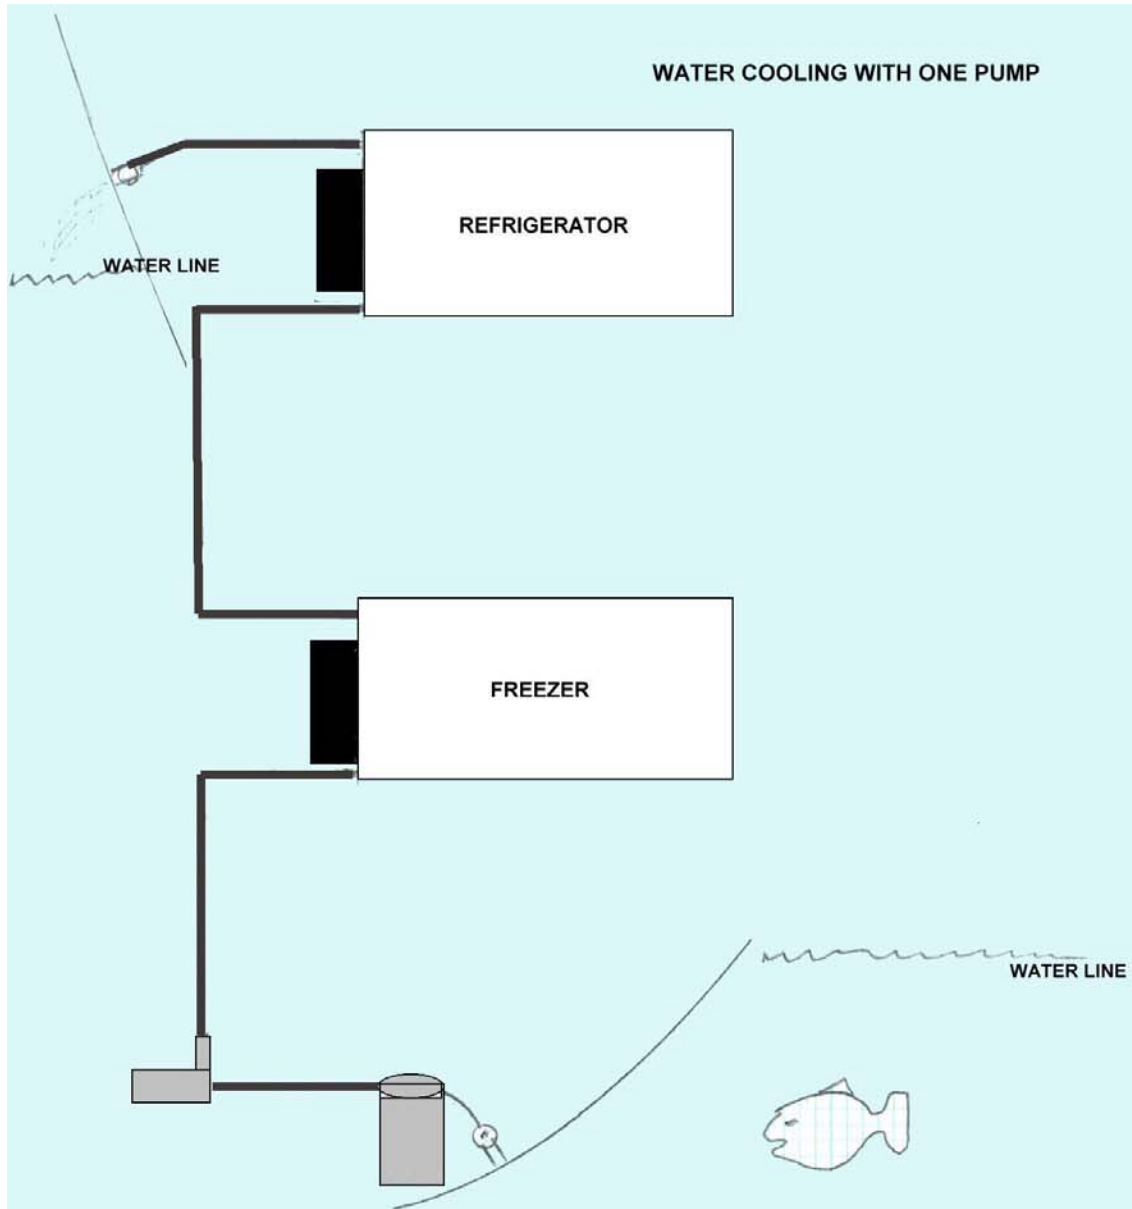 WATER COOLING WITH ONE PUMP
REFRIGERATOR
WATER LINE
FREEZER
WATER LINE